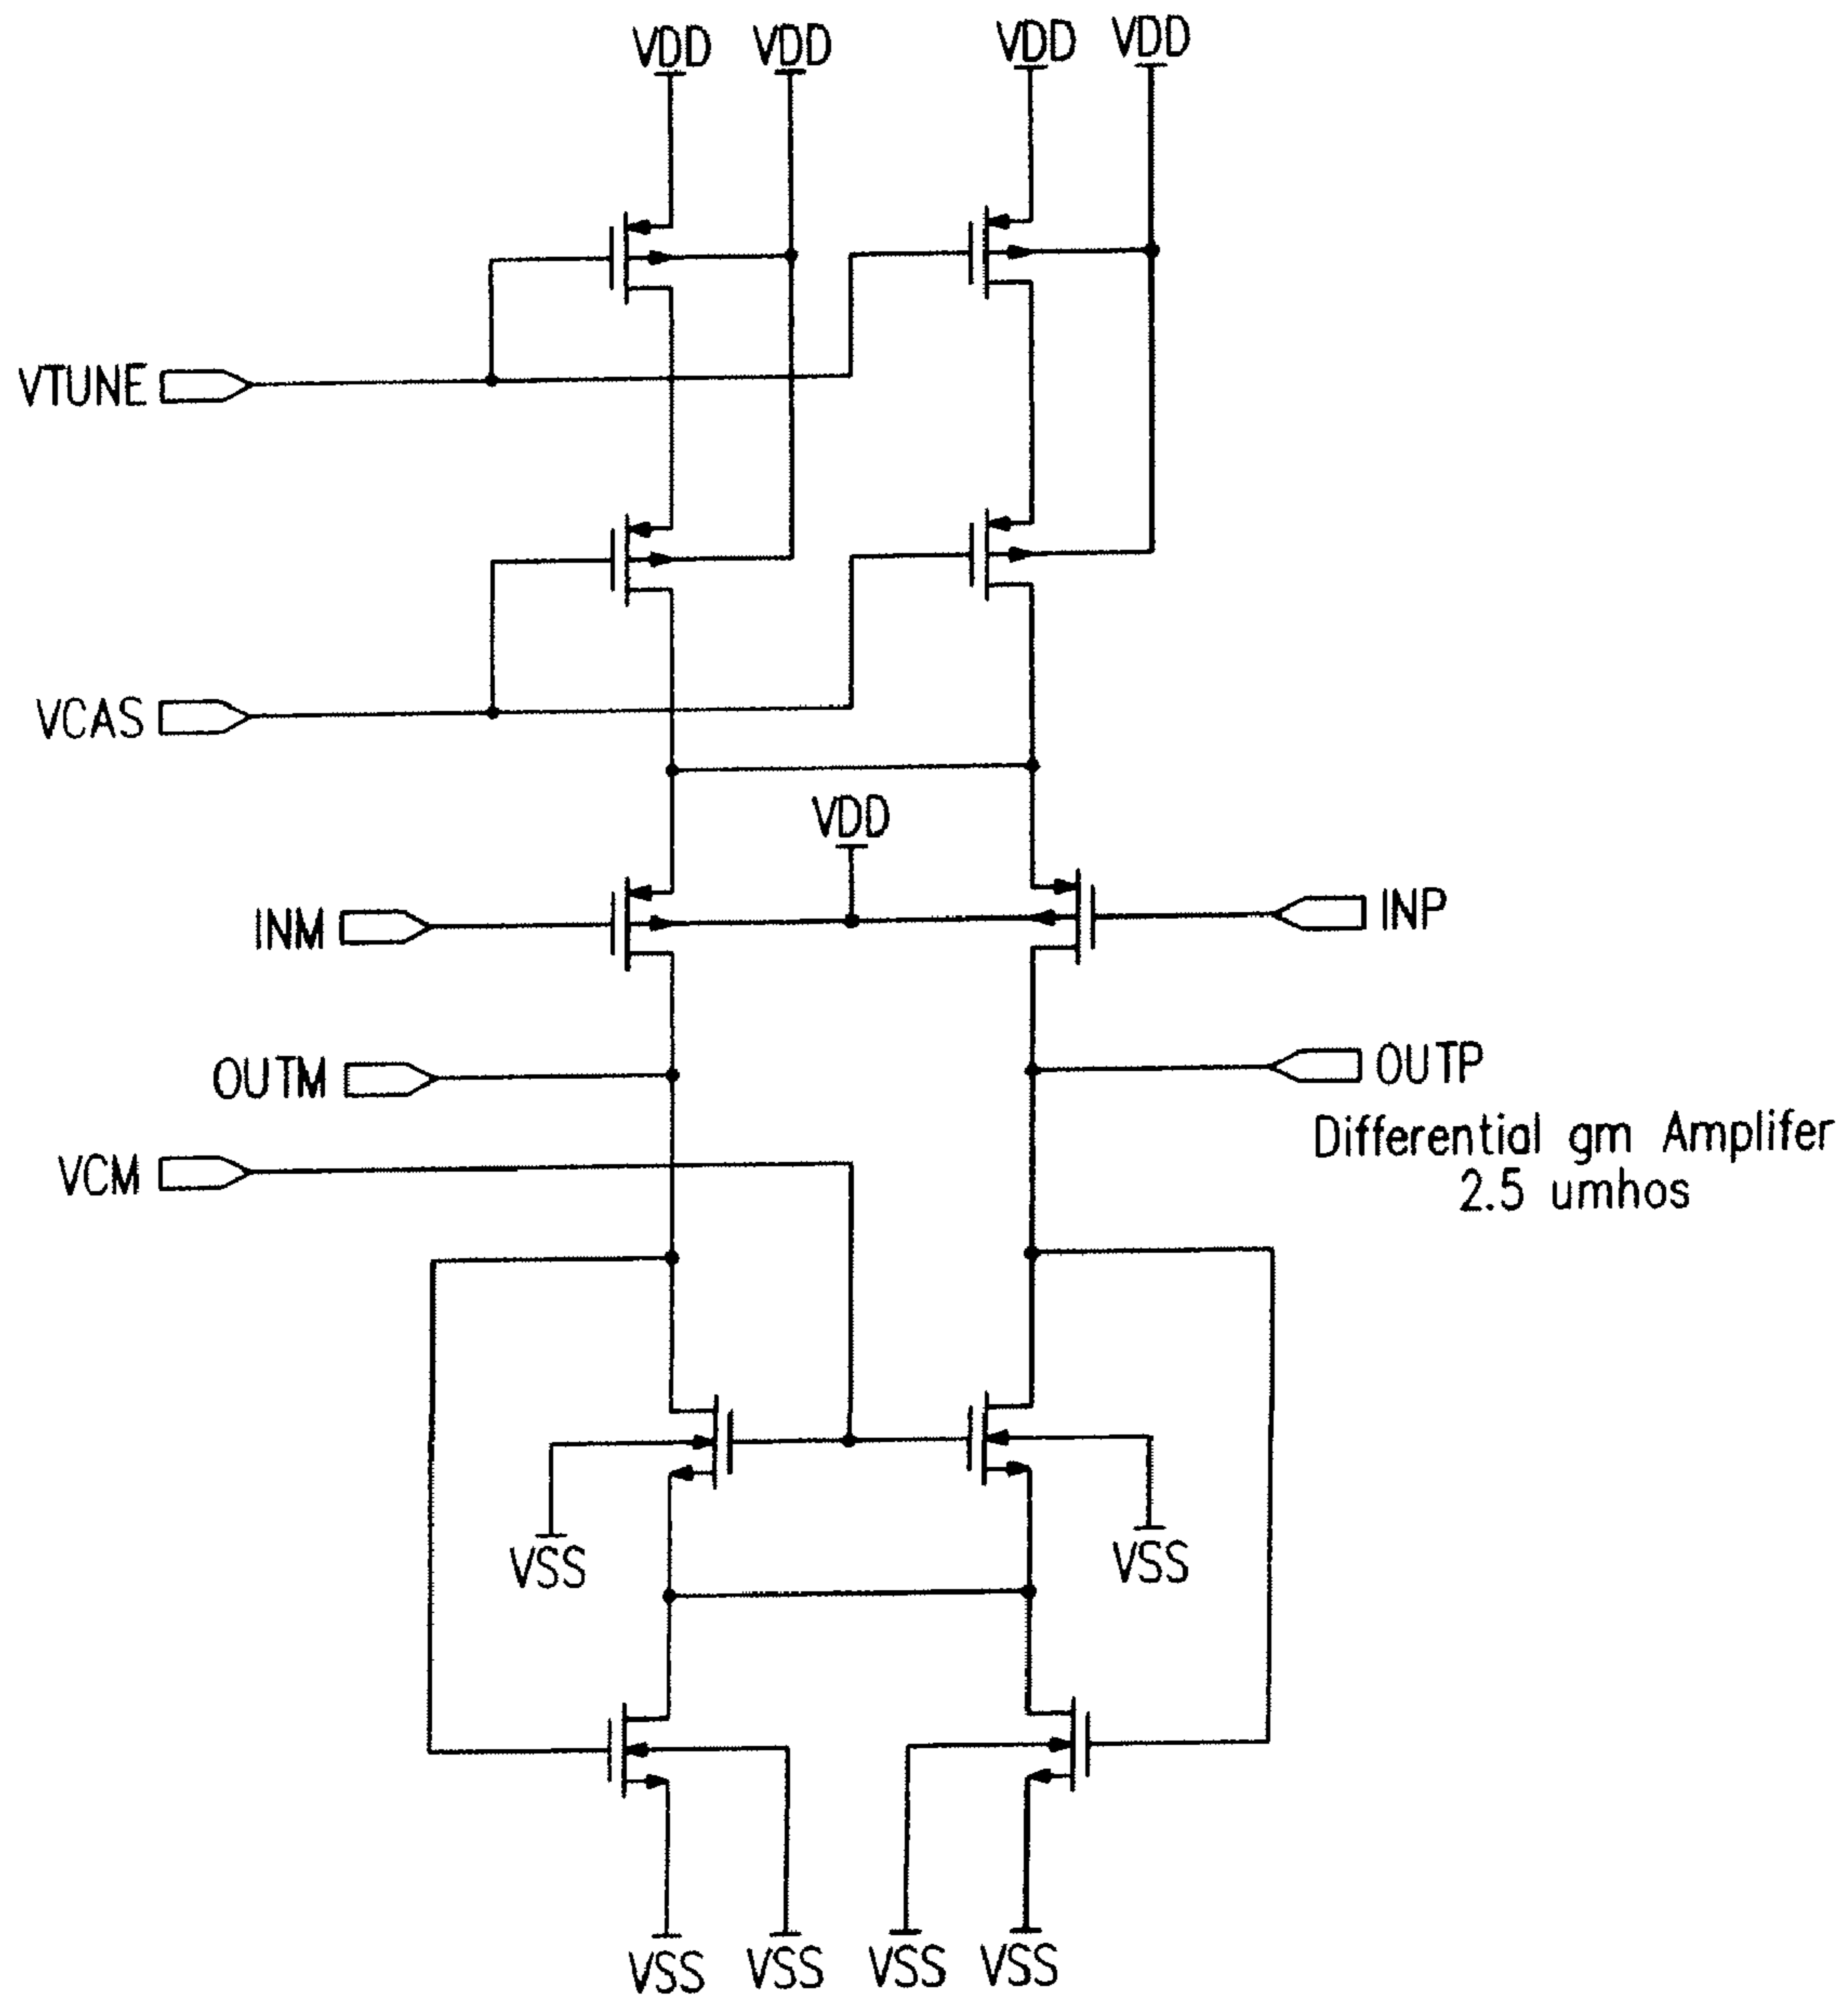 VDD VDD VDD VDD
VTUNE
VCAS
VDD
INM
INP
OUTM
OUTP
Differential gm Amplifer
2.5 umhos
VCM
VSS
VSS
VSS VSS VSS VSS